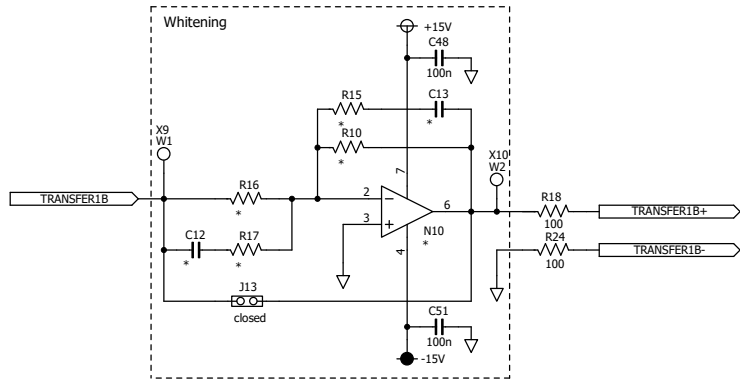 Whitening
+15V
C48
100n
R15
*
C13
*
R10
*
X9
W1
X10
W2
7
TRANSFER1B
R16
*
2
3
6
N10
*
4
R18
100
TRANSFER1B+
C12
*
R17
*
R24
100
TRANSFER1B-
J13
closed
C51
100n
-15V